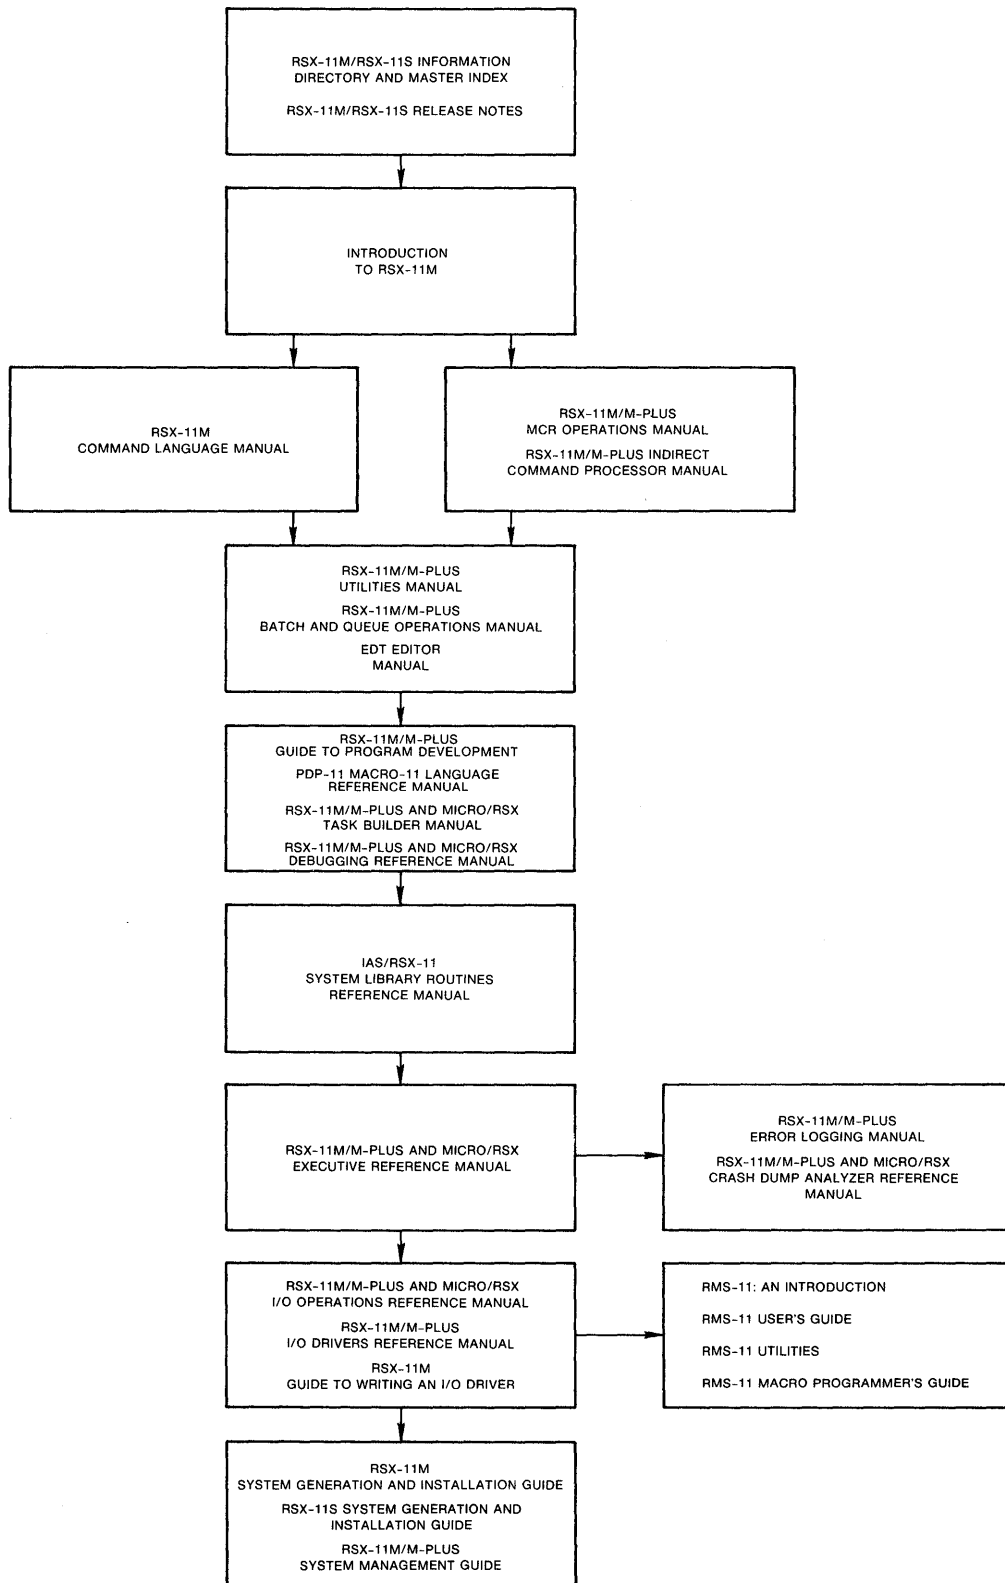 RSX-11M/RSX-11S INFORMATION
DIRECTORY AND MASTER INDEX
RSX-11M/RSX-11S RELEASE NOTES
INTRODUCTION
TO RSX-11M
RSX-11M
COMMAND LANGUAGE MANUAL
RSX-11M/M-PLUS
MCR OPERATIONS MANUAL
RSX-11M/M-PLUS INDIRECT
COMMAND PROCESSOR MANUAL
RSX-11M/M-PLUS
UTILITIES MANUAL
RSX-11M/M-PLUS
BATCH AND QUEUE OPERATIONS MANUAL
EDT EDITOR
MANUAL
RSX-11M/M-PLUS
GUIDE TO PROGRAM DEVELOPMENT
PDP-11 MACRO-11 LANGUAGE
REFERENCE MANUAL
RSX-11M/M-PLUS AND MICRO/RSX
TASK BUILDER MANUAL
RSX-11M/M-PLUS AND MICRO/RSX
DEBUGGING REFERENCE MANUAL
IAS/RSX-11
SYSTEM LIBRARY ROUTINES
REFERENCE MANUAL
RSX-11M/M-PLUS AND MICRO/RSX
EXECUTIVE REFERENCE MANUAL
RSX-11M/M-PLUS
ERROR LOGGING MANUAL
RSX-11M/M-PLUS AND MICRO/RSX
CRASH DUMP ANALYZER REFERENCE
MANUAL
RSX-11M/M-PLUS AND MICRO/RSX
I/O OPERATIONS REFERENCE MANUAL
RSX-11M/M-PLUS
I/O DRIVERS REFERENCE MANUAL
RSX-11M
GUIDE TO WRITING AN I/O DRIVER
RMS-11: AN INTRODUCTION
RMS-11 USER'S GUIDE
RMS-11 UTILITIES
RMS-11 MACRO PROGRAMMER'S GUIDE
RSX-11M
SYSTEM GENERATION AND INSTALLATION GUIDE
RSX-11S SYSTEM GENERATION AND
INSTALLATION GUIDE
RSX-11M/M-PLUS
SYSTEM MANAGEMENT GUIDE